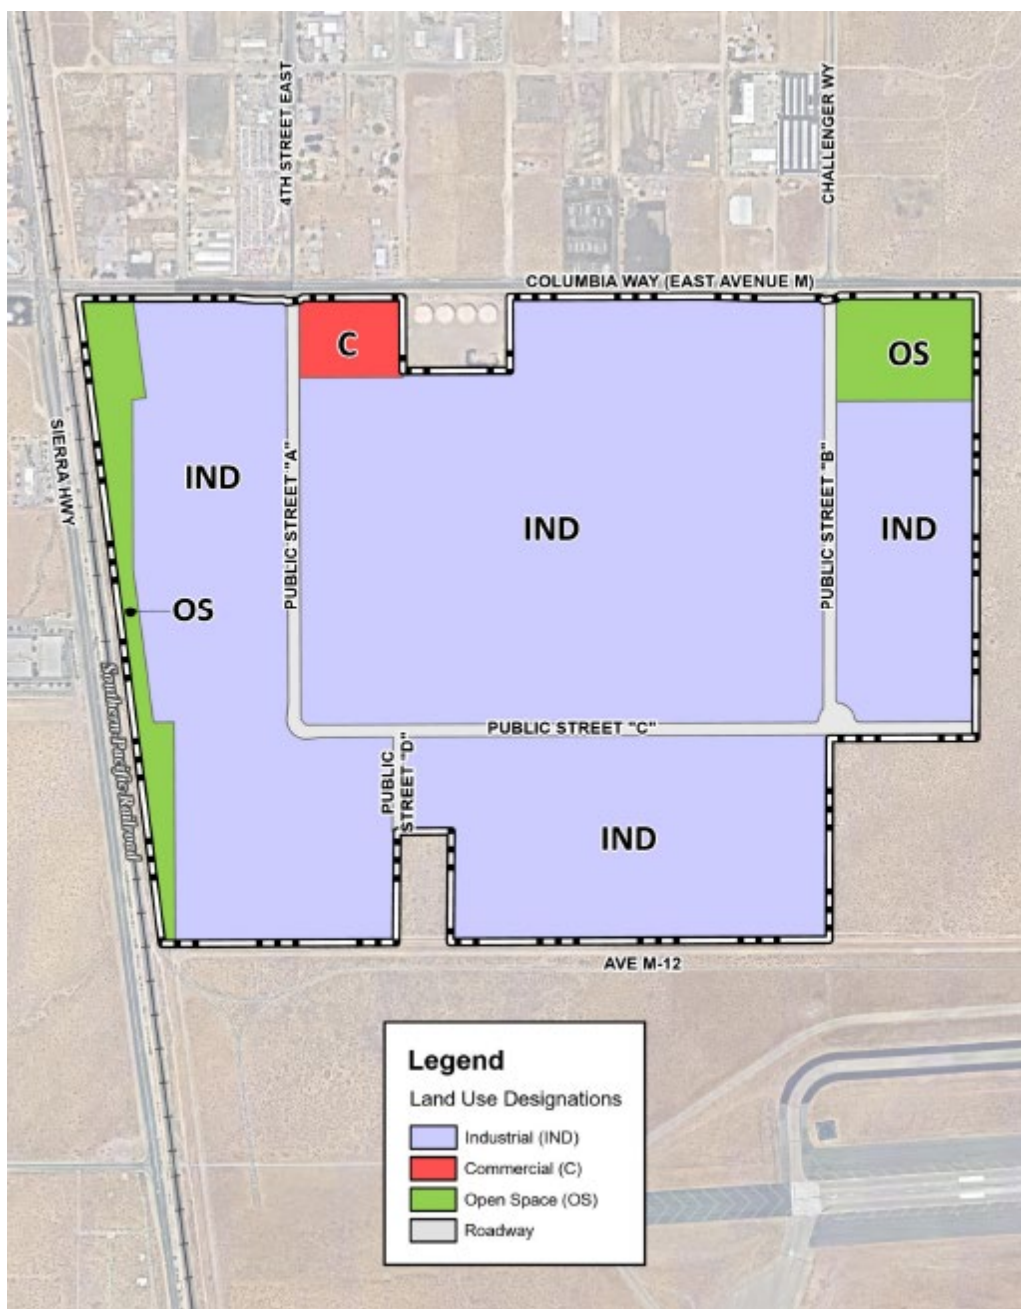 4TH STREET EAST
CHALLENGER WY
COLUMBIA WAY (EAST AVENUE M)
C
OS
SIERRA HWY
IND
PUBLIC STREET "A"
IND
PUBLIC STREET "B"
IND
OS
Southern Pacific Railroad
PUBLIC STREET "C"
PUBLIC
STREET "D"
IND
AVE M-12
Legend
Land Use Designations
Industrial (IND)
Commercial (C)
Open Space (OS)
Roadway